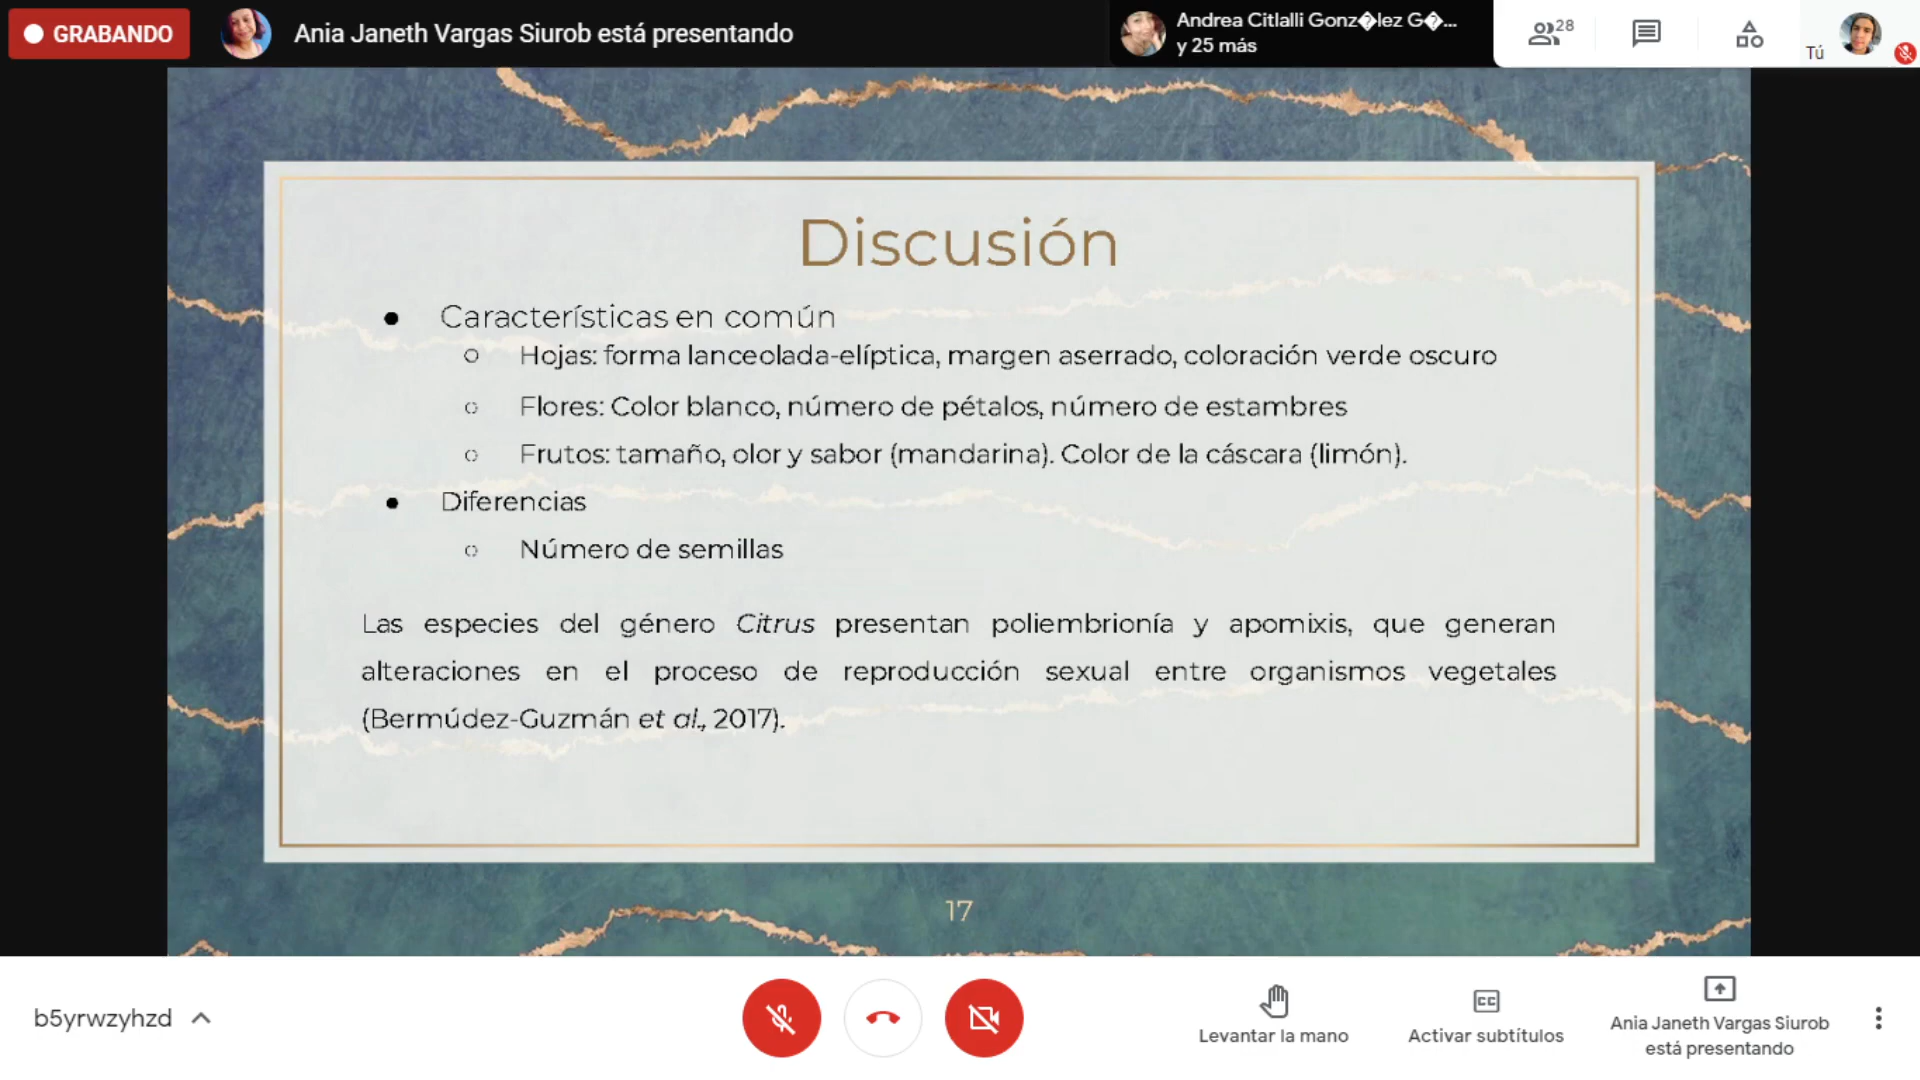 GRABANDO
Ania Janeth Vargas Siurob está presentando
Andrea Citlalli Gonz�lez G�...
y 25 más
28
Tú
Discusión
● Características en común
○ Hojas: forma lanceolada-elíptica, margen aserrado, coloración verde oscuro
○ Flores: Color blanco, número de pétalos, número de estambres
○ Frutos: tamaño, olor y sabor (mandarina). Color de la cáscara (limón).
● Diferencias
○ Número de semillas
Las especies del género Citrus presentan poliembrionía y apomixis, que generan
alteraciones en el proceso de reproducción sexual entre organismos vegetales
(Bermúdez-Guzmán et al., 2017).
17
b5yrwzyhzd
Levantar la mano
CC
Activar subtítulos
Ania Janeth Vargas Siurob
está presentando